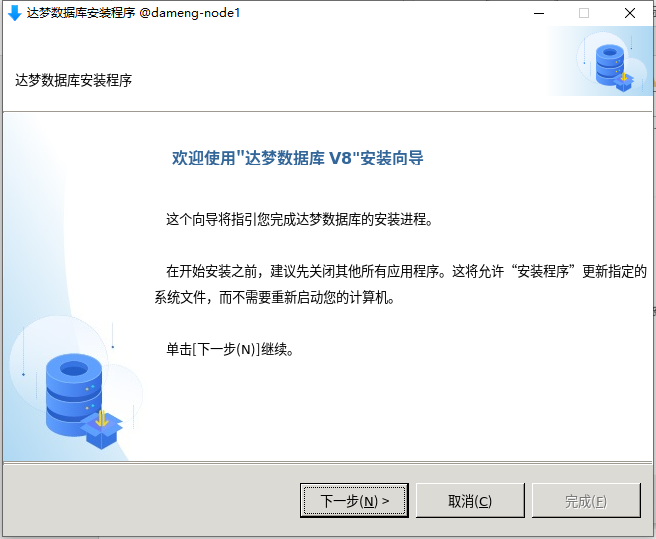 达梦数据库安装程序 @dameng-node1
达梦数据库安装程序
欢迎使用"达梦数据库 V8"安装向导
这个向导将指引您完成达梦数据库的安装进程。
在开始安装之前，建议先关闭其他所有应用程序。这将允许“安装程序”更新指定的
系统文件，而不需要重新启动您的计算机。
单击[下一步(N)]继续。
下一步(N) >
取消(C)
完成(F)